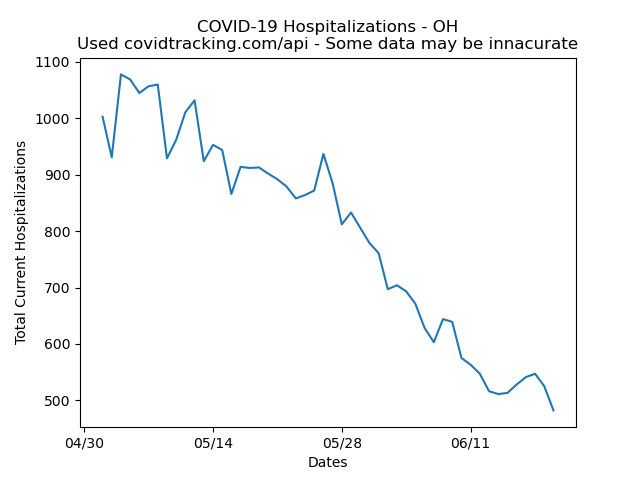 COVID-19 Hospitalizations - OH
Used covidtracking.com/api - Some data may be innacurate
1100
1000
900
800
700
600
500
Total Current Hospitalizations
04/30 05/14 05/28 06/11
Dates